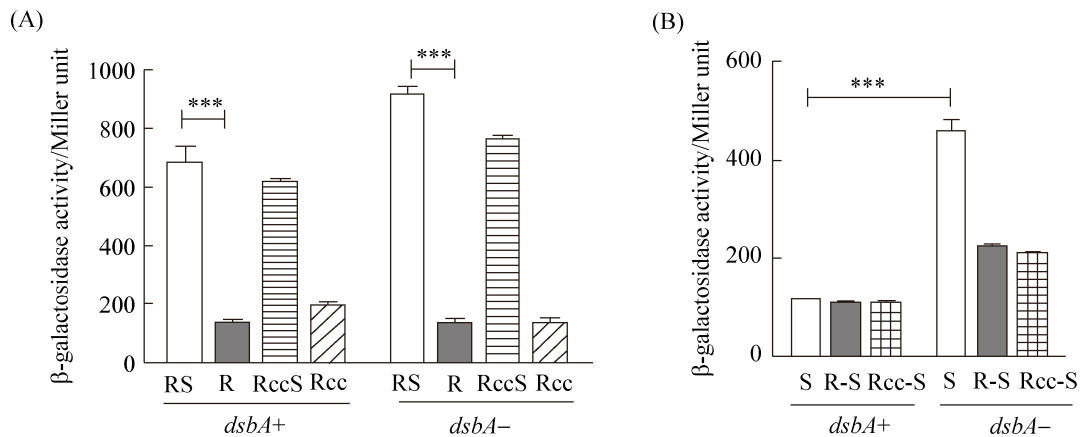 (A)
β-galactosidase activity/Miller unit
1000
800
600
400
200
0
***
***
RS R RccS Rcc RS R RccS Rcc
dsbA+ dsbA−
(B)
β-galactosidase activity/Miller unit
600
400
200
0
***
S R-S Rcc-S S R-S Rcc-S
dsbA+ dsbA−